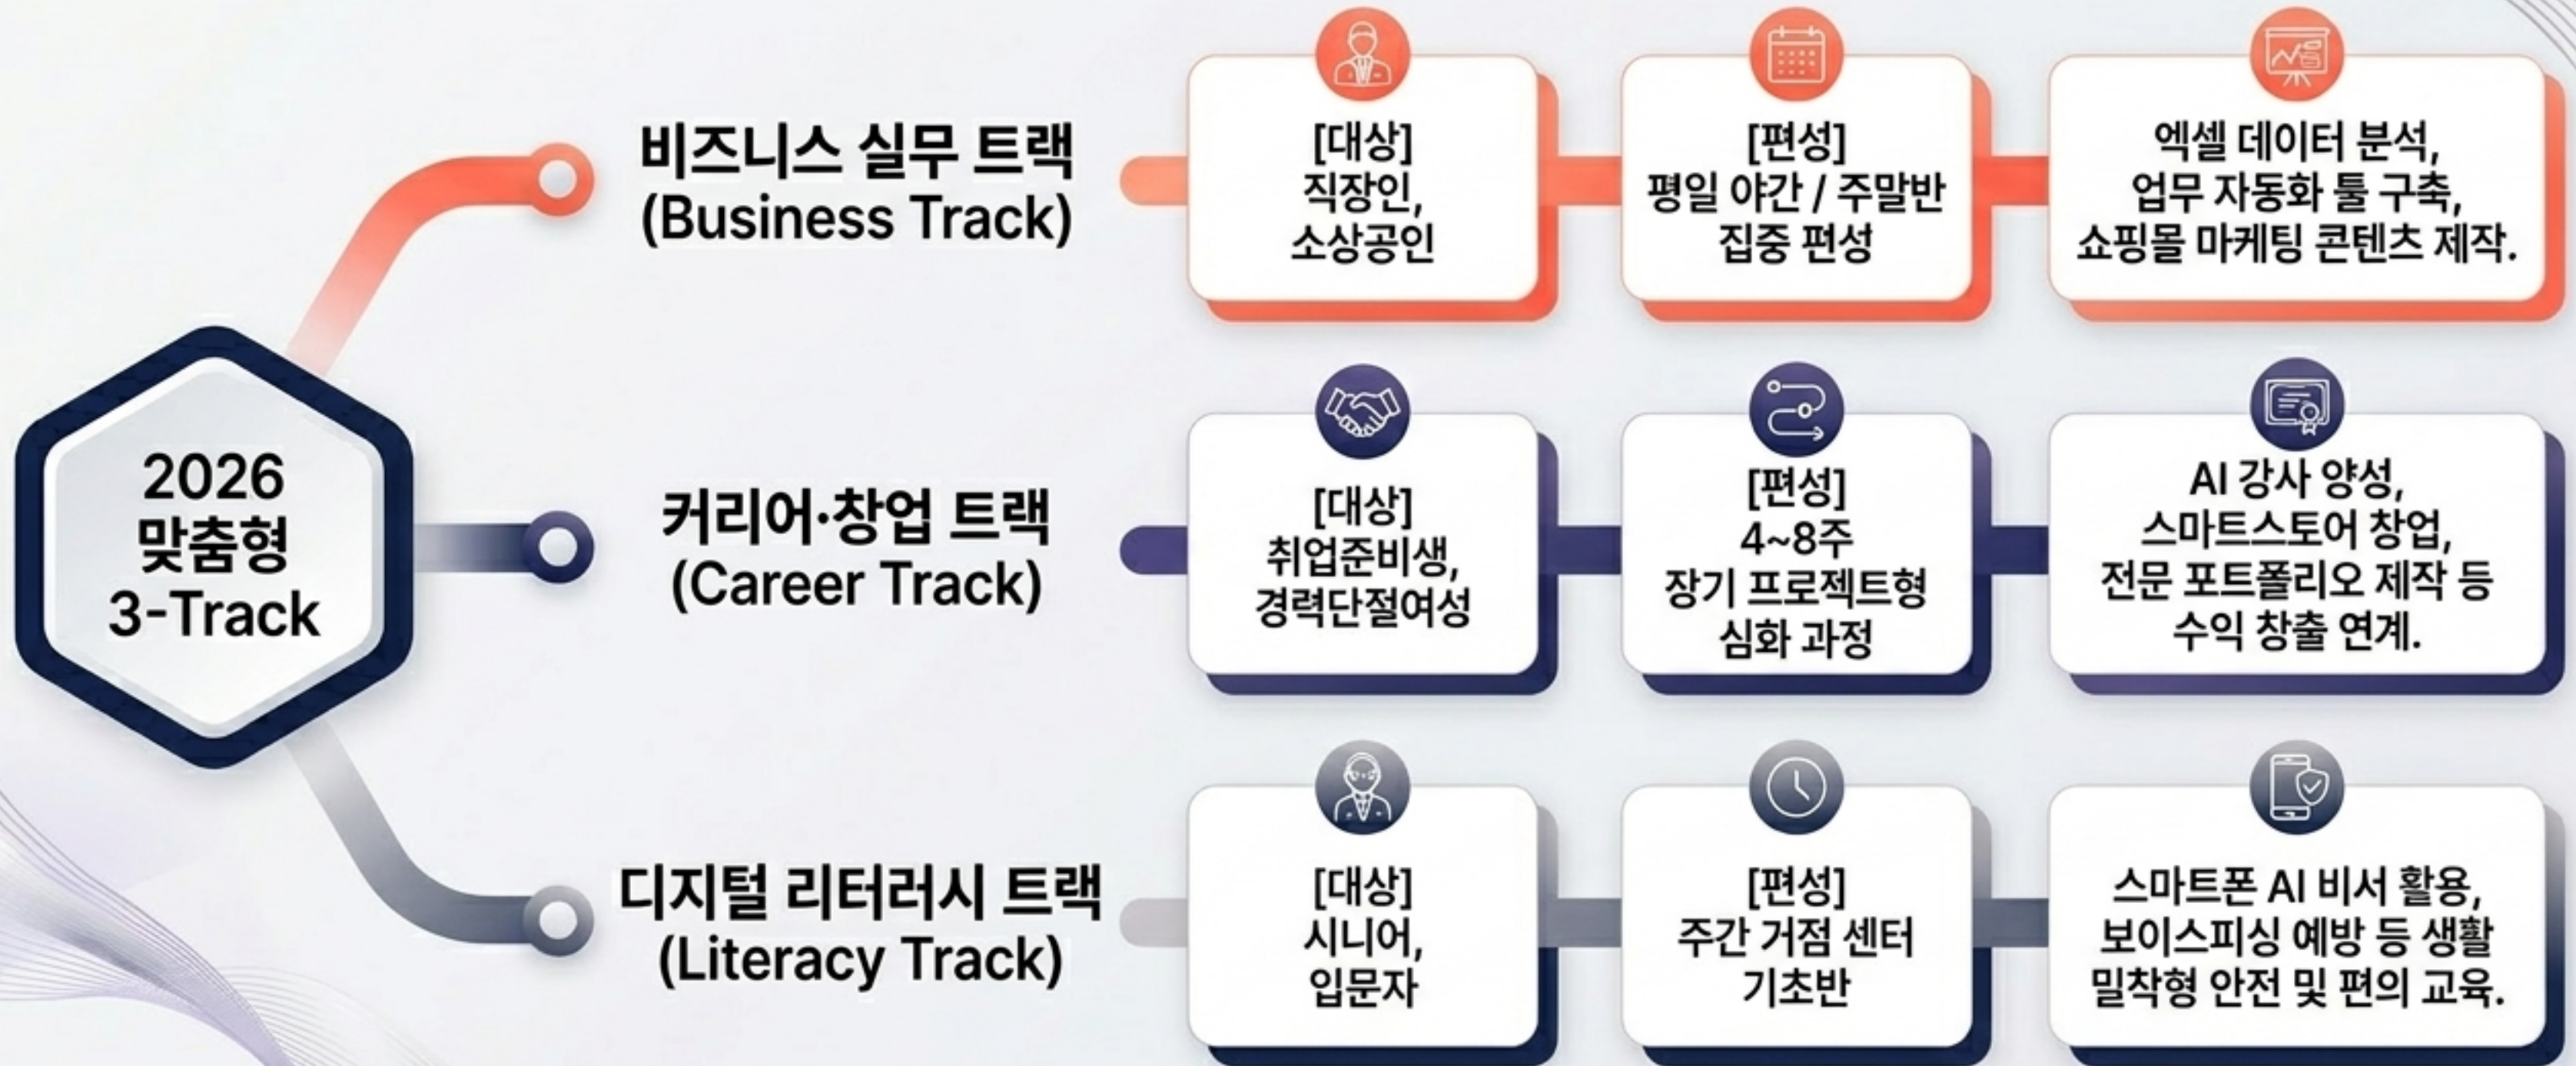 2026
맞춤형
3-Track
비즈니스 실무 트랙
(Business Track)
[대상]
직장인,
소상공인
[편성]
평일 야간 / 주말반
집중 편성
엑셀 데이터 분석,
업무 자동화 툴 구축,
쇼핑몰 마케팅 콘텐츠 제작.
커리어·창업 트랙
(Career Track)
[대상]
취업준비생,
경력단절여성
[편성]
4~8주
장기 프로젝트형
심화 과정
AI 강사 양성,
스마트스토어 창업,
전문 포트폴리오 제작 등
수익 창출 연계.
디지털 리터러시 트랙
(Literacy Track)
[대상]
시니어,
입문자
[편성]
주간 거점 센터
기초반
스마트폰 AI 비서 활용,
보이스피싱 예방 등 생활
밀착형 안전 및 편의 교육.